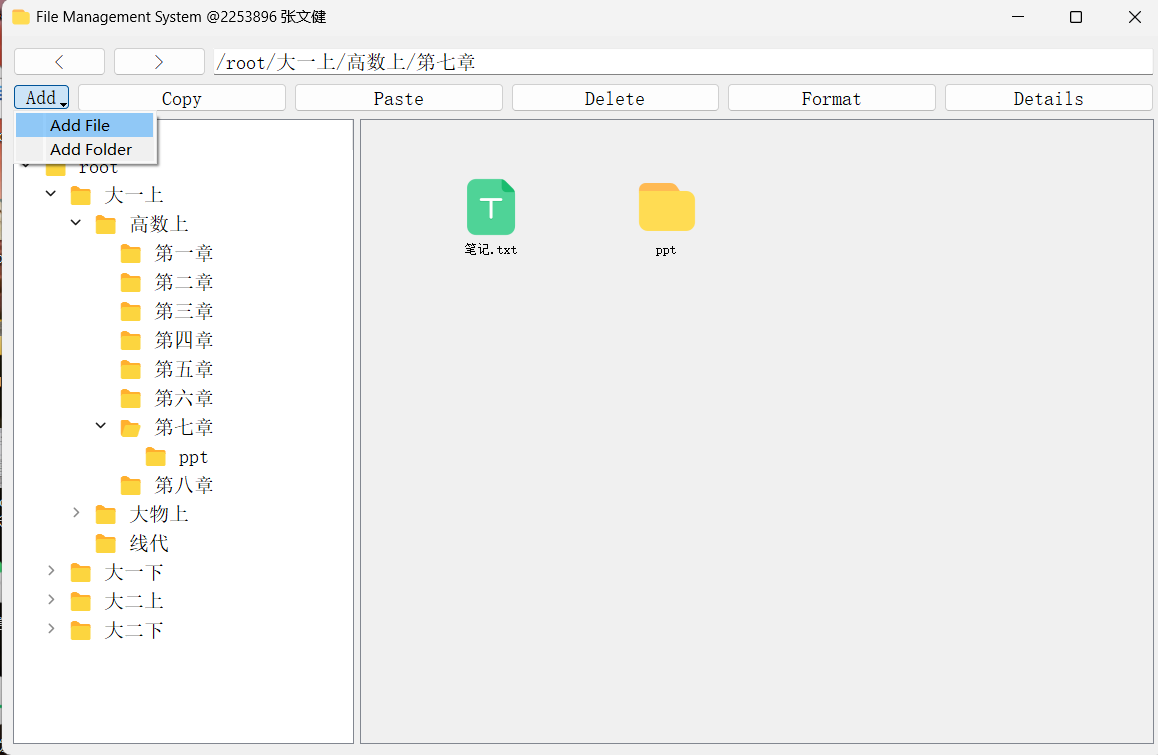 File Management System @2253896 张文健
/root/大一上/高数上/第七章
Add Copy Paste Delete Format Details
Add File
Add Folder
root
大一上
高数上
第一章
第二章
第三章
第四章
第五章
第六章
第七章
ppt
第八章
大物上
线代
大一下
大二上
大二下
T
笔记.txt ppt